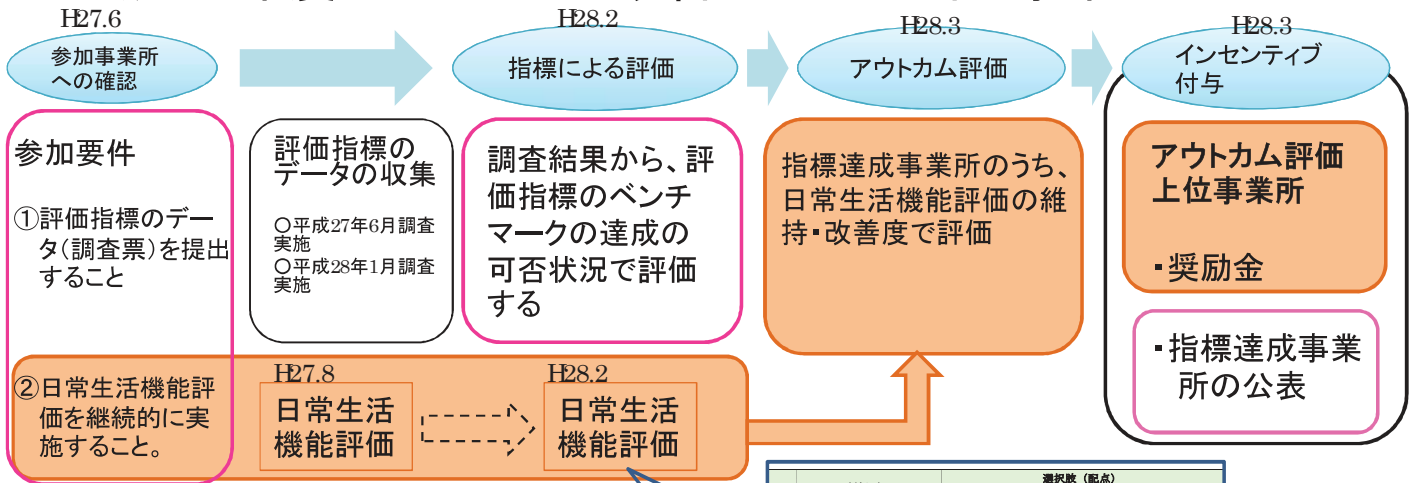 H27.6
参加事業所
への確認
H28.2
指標による評価
H28.3
アウトカム評価
H28.3
インセンティブ
付与
参加要件
①評価指標のデー
タ(調査票)を提出
すること
評価指標の
データの収集
○平成27年6月調査
実施
○平成28年1月調査
実施
調査結果から、評
価指標のベンチ
マークの達成の
可否状況で評価
する
指標達成事業所のうち、
日常生活機能評価の維
持・改善度で評価
アウトカム評価
上位事業所
・奨励金
・指標達成事業
所の公表
②日常生活機能評
価を継続的に実
施すること。
H27.8
日常生活
機能評価
H28.2
日常生活
機能評価
選択肢（配点）